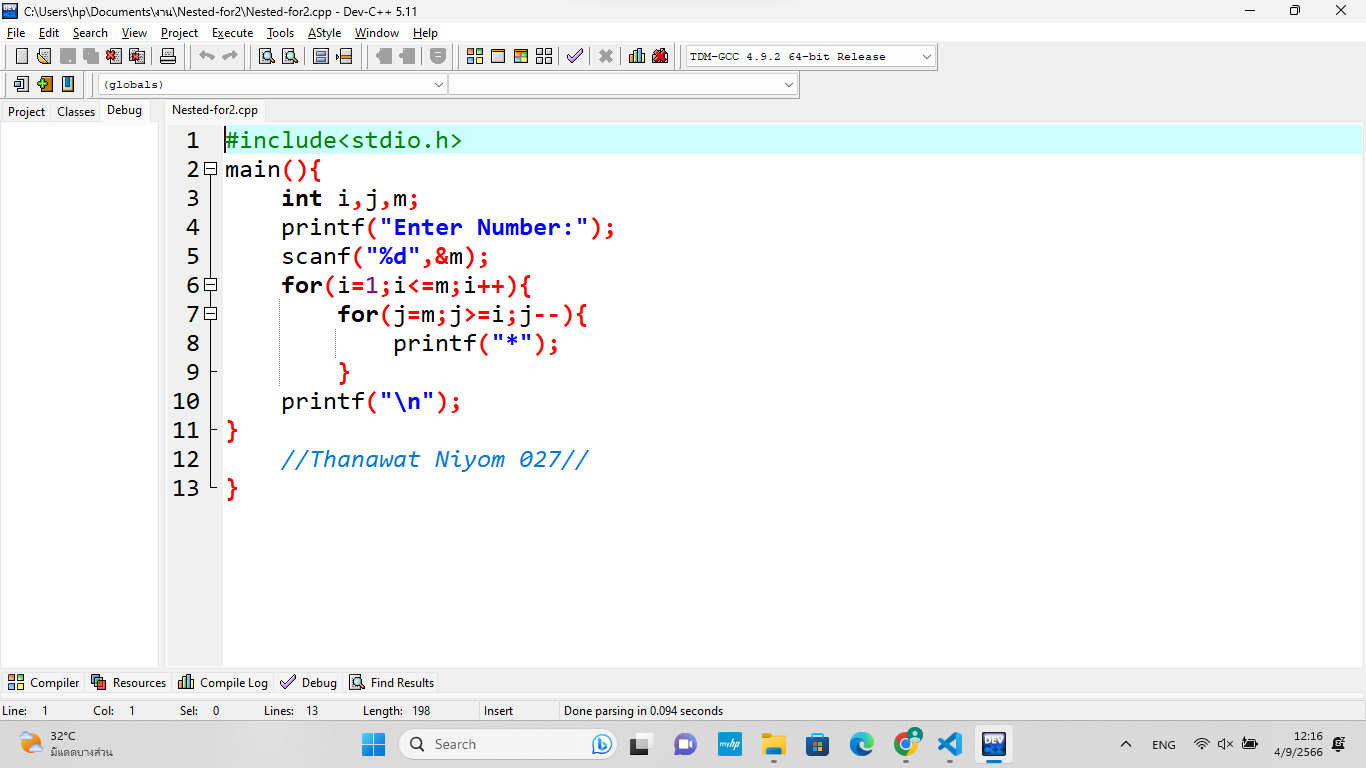 C:\Users\hp\Documents\งาน\Nested-for2\Nested-for2.cpp - Dev-C++ 5.11
File Edit Search View Project Execute Tools AStyle Window Help
TDM-GCC 4.9.2 64-bit Release
(globals)
Project Classes Debug Nested-for2.cpp
1 #include<stdio.h>
2 main(){
3 int i,j,m;
4 printf("Enter Number:");
5 scanf("%d",&m);
6 for(i=1;i<=m;i++){
7 for(j=m;j>=i;j--){
8 printf("*");
9 }
10 printf("\n");
11 }
12 //Thanawat Niyom 027//
13 }
Compiler Resources Compile Log Debug Find Results
Line: 1 Col: 1 Sel: 0 Lines: 13 Length: 198 Insert Done parsing in 0.094 seconds
32°C
มีแดดบางส่วน
Search
myhp
DEV
ENG
12:16
4/9/2566